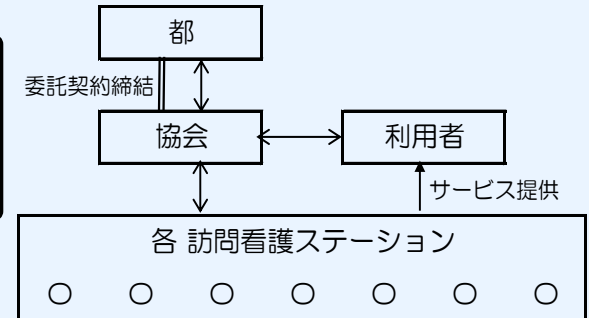 都
委託契約締結
協会
利用者
サービス提供
各 訪問看護ステーション
○ ○ ○ ○ ○ ○ ○